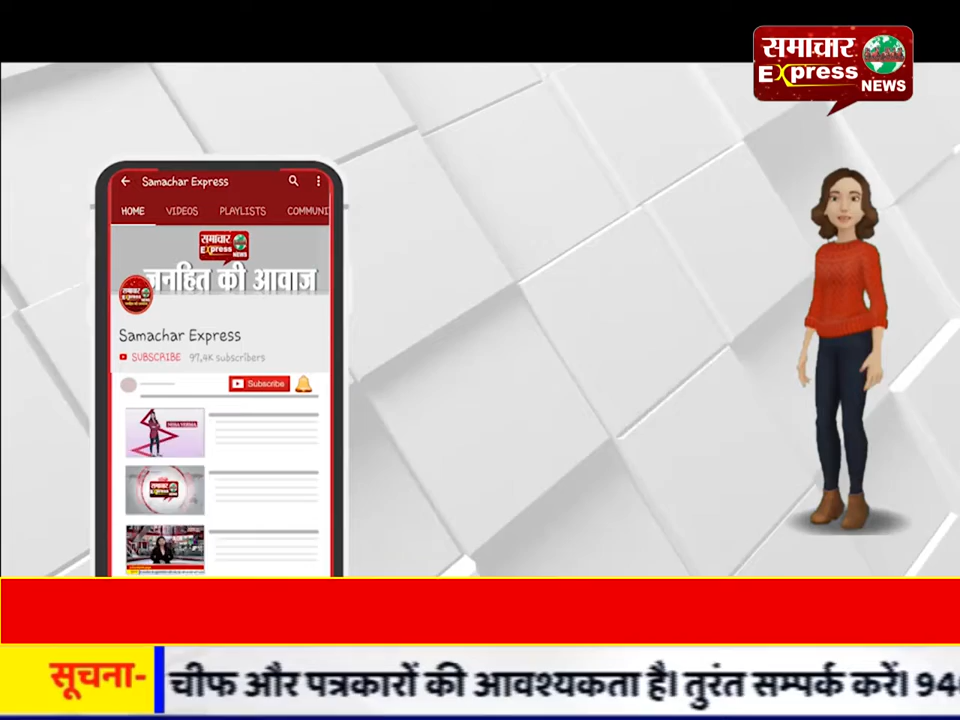 समाचार
Express
NEWS
Samachar Express
HOME VIDEOS PLAYLISTS COMMUNI
समाचार
Express
NEWS
जनहित की आवाज
Samachar Express
SUBSCRIBE 97.4K subscribers
Subscribe
सूचना- चीफ और पत्रकारों की आवश्यकता है। तुरंत सम्पर्क करें। 94